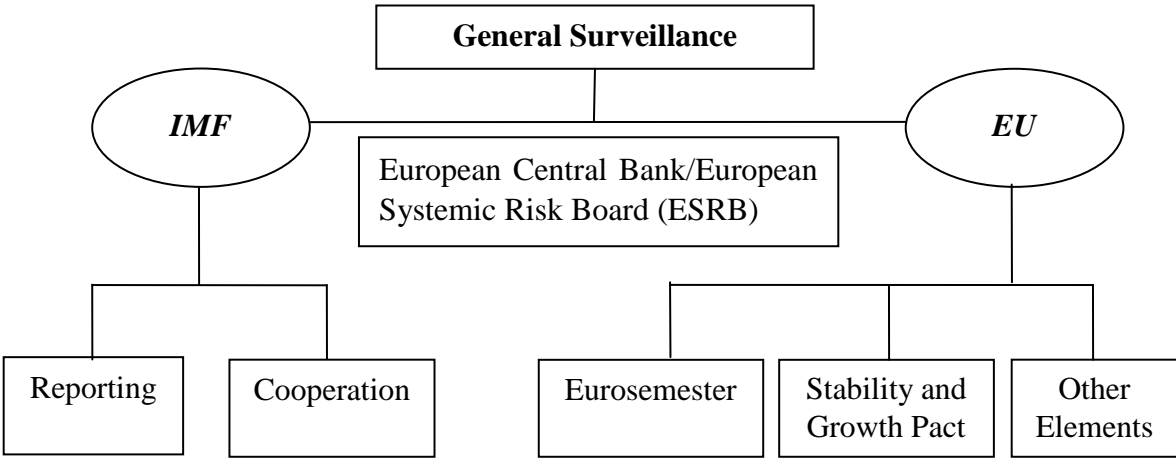 General Surveillance
IMF
EU
European Central Bank/European
Systemic Risk Board (ESRB)
Reporting
Cooperation
Eurosemester
Stability and
Growth Pact
Other
Elements